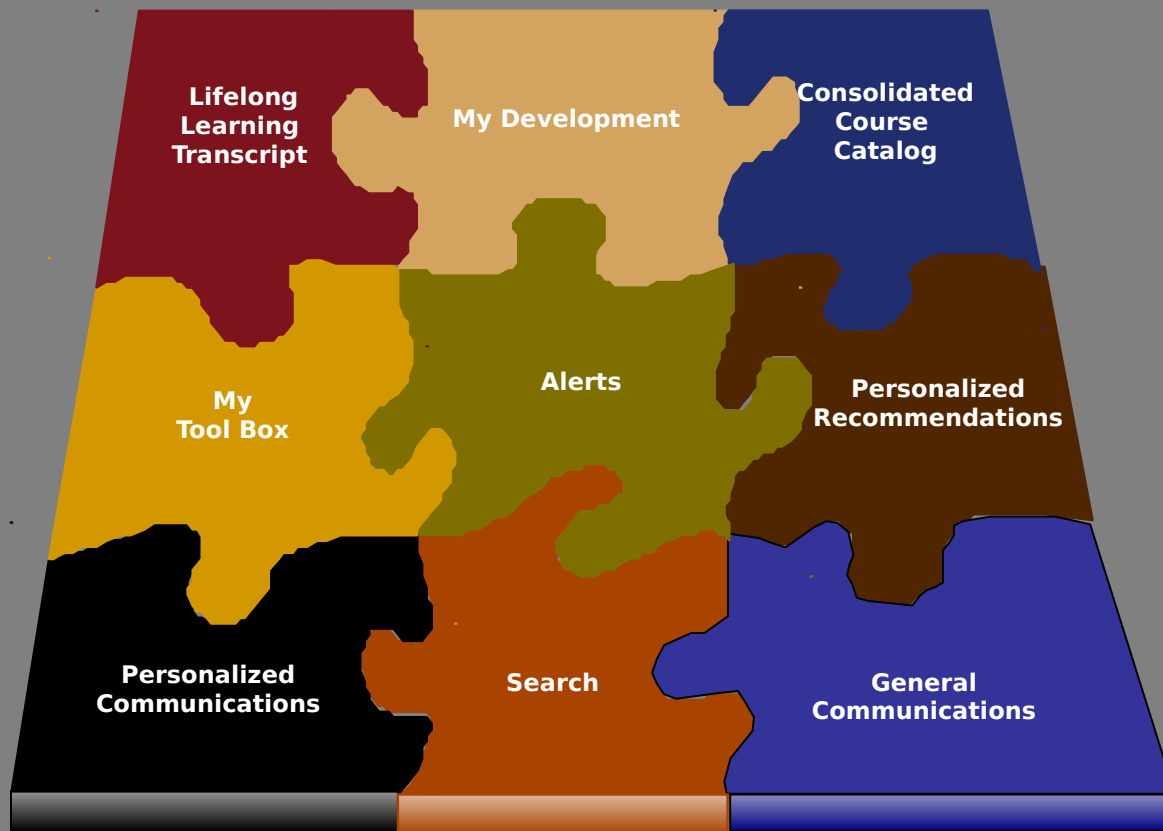 Lifelong
Learning
Transcript
My Development
Consolidated
Course
Catalog
My
Tool Box
Alerts
Personalized
Recommendations
Personalized
Communications
Search
General
Communications